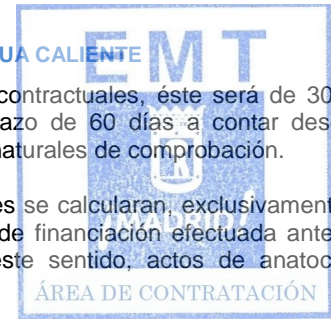 UA CALIENTE
EMT
contractuales, éste será de 30
azo de 60 días a contar des
naturales de comprobación.
es se calcularan, exclusivament
de financiación efectuada ante
¡MADRID!
este sentido, actos de anatoc
ÁREA DE CONTRATACIÓN